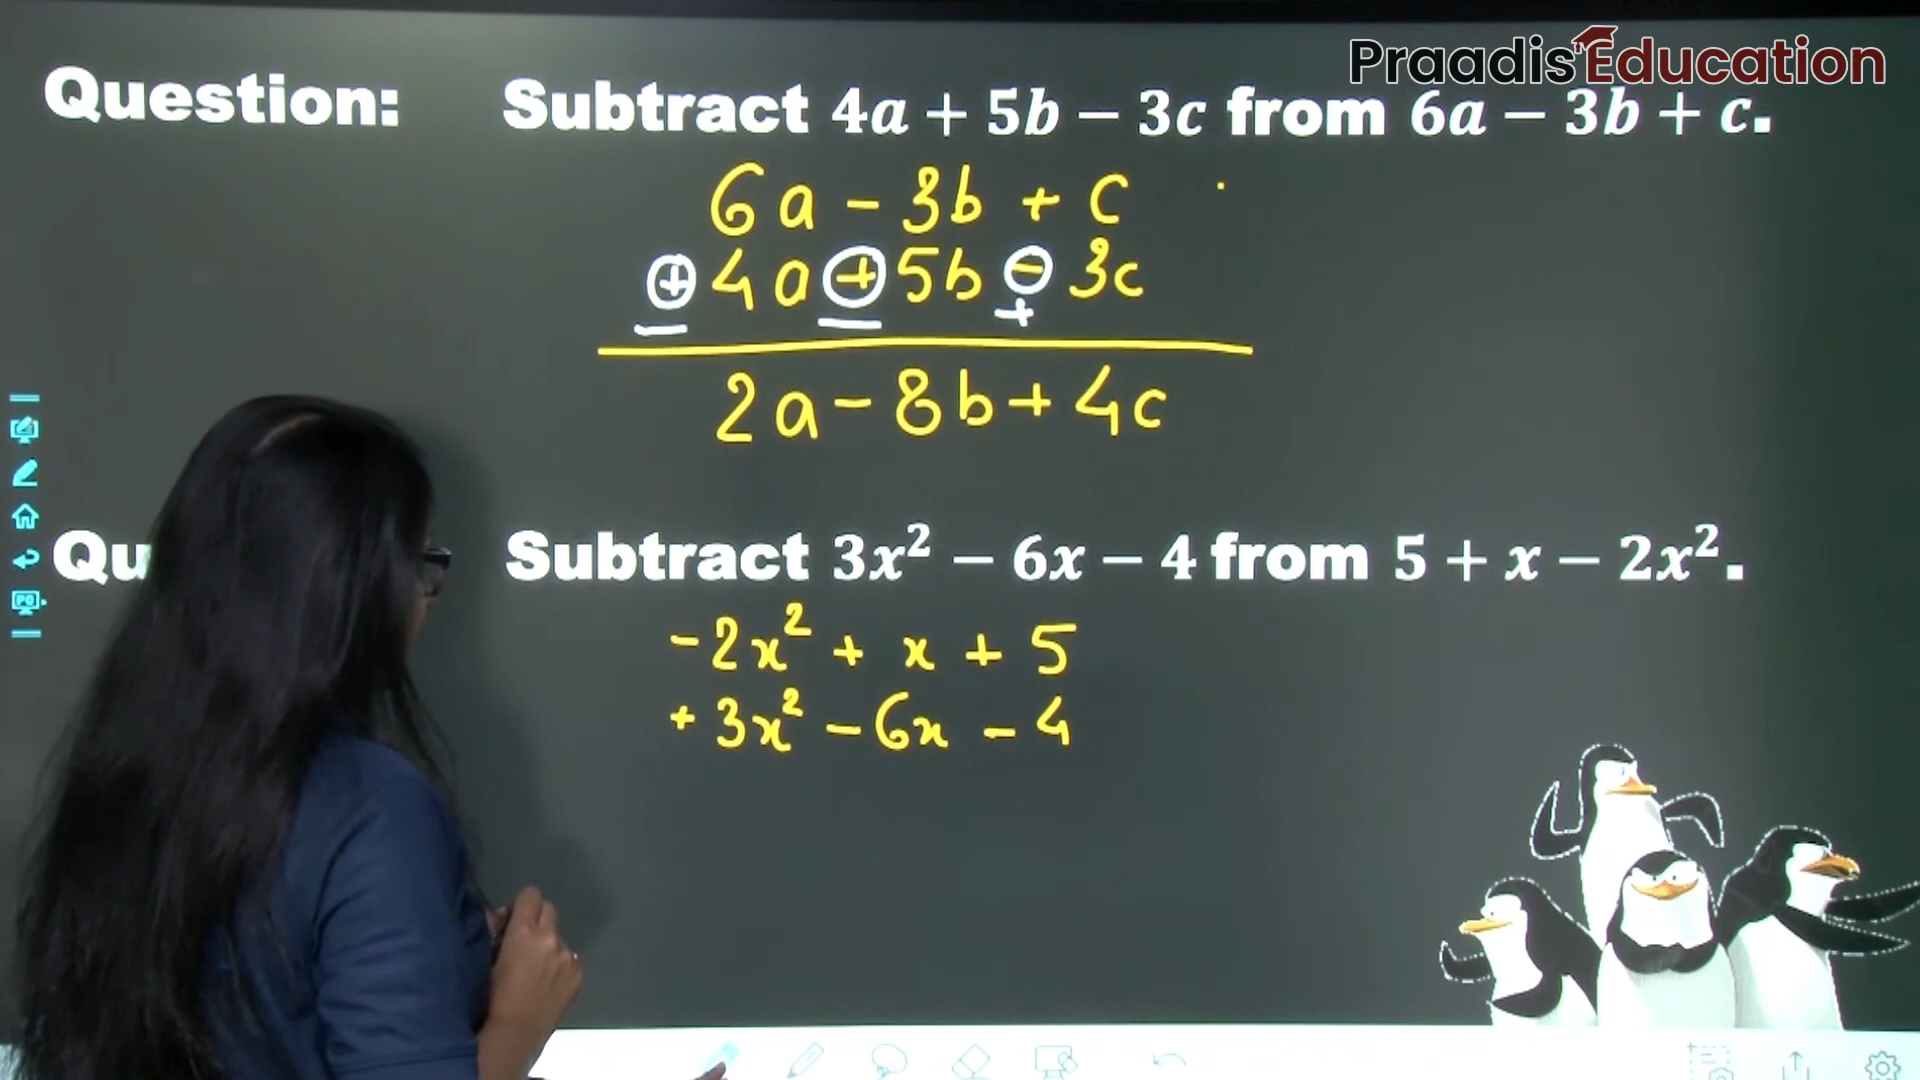 Praadis Education
Question: Subtract 4a + 5b − 3c from 6a − 3b + c.
6a − 3b + c
+ 4a + 5b − 3c
− − +
2a − 8b + 4c
Qu Subtract 3x² − 6x − 4 from 5 + x − 2x².
-2x² + x + 5
+ 3x² − 6x − 4